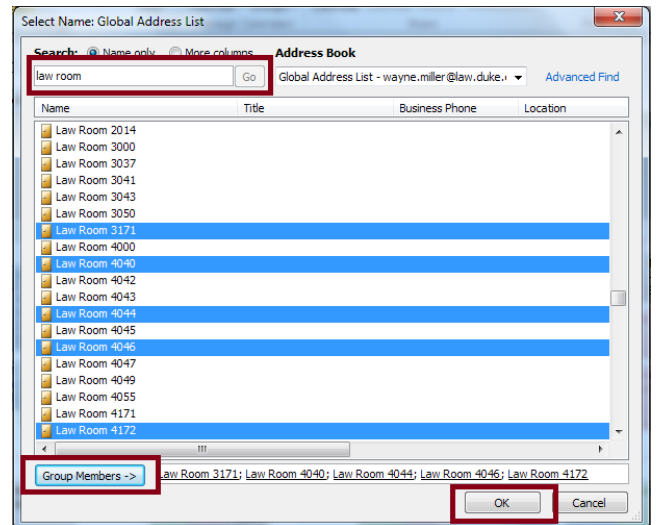 Select Name: Global Address List
Search: Name only More columns Address Book
law room Go Global Address List - wayne.miller@law.duke. Advanced Find
Name Title Business Phone Location
Law Room 2014
Law Room 3000
Law Room 3037
Law Room 3041
Law Room 3043
Law Room 3050
Law Room 3171
Law Room 4000
Law Room 4040
Law Room 4042
Law Room 4043
Law Room 4044
Law Room 4045
Law Room 4046
Law Room 4047
Law Room 4049
Law Room 4055
Law Room 4171
Law Room 4172
Group Members -> Law Room 3171; Law Room 4040; Law Room 4044; Law Room 4046; Law Room 4172
OK Cancel